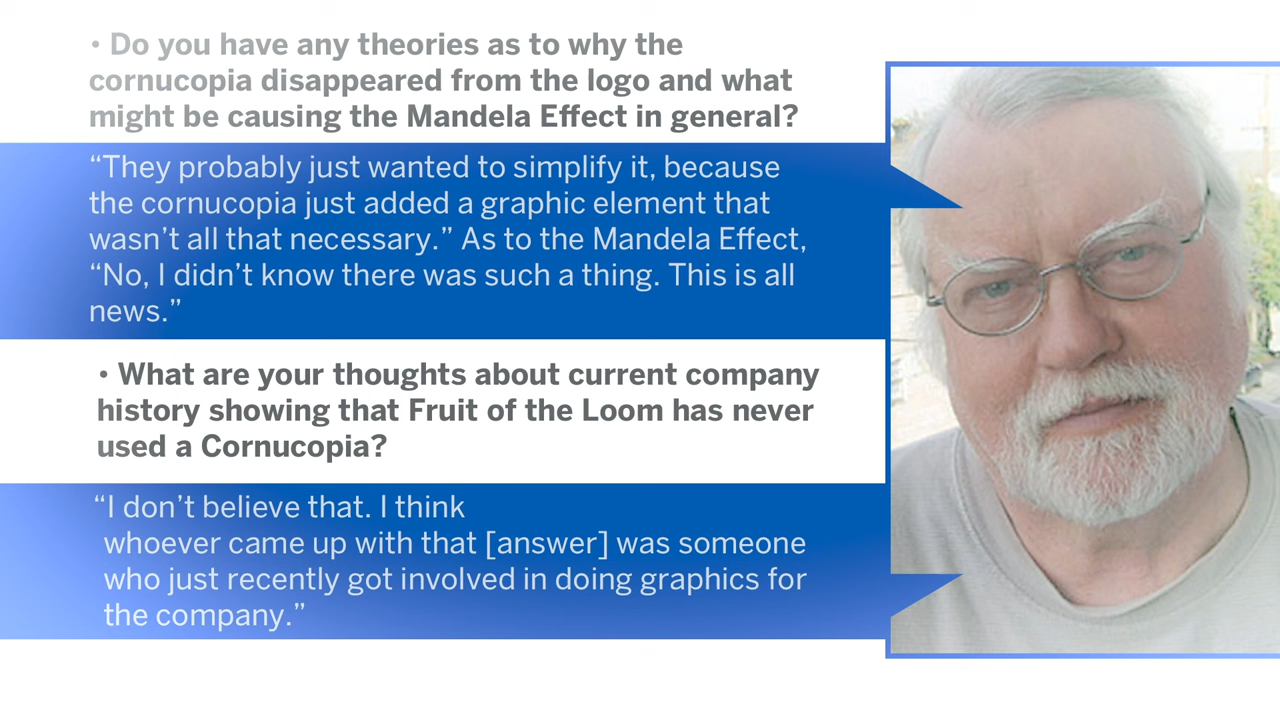 • Do you have any theories as to why the
cornucopia disappeared from the logo and what
might be causing the Mandela Effect in general?
“They probably just wanted to simplify it, because
the cornucopia just added a graphic element that
wasn’t all that necessary.” As to the Mandela Effect,
“No, I didn’t know there was such a thing. This is all
news.”
• What are your thoughts about current company
history showing that Fruit of the Loom has never
used a Cornucopia?
“I don’t believe that. I think
whoever came up with that [answer] was someone
who just recently got involved in doing graphics for
the company.”